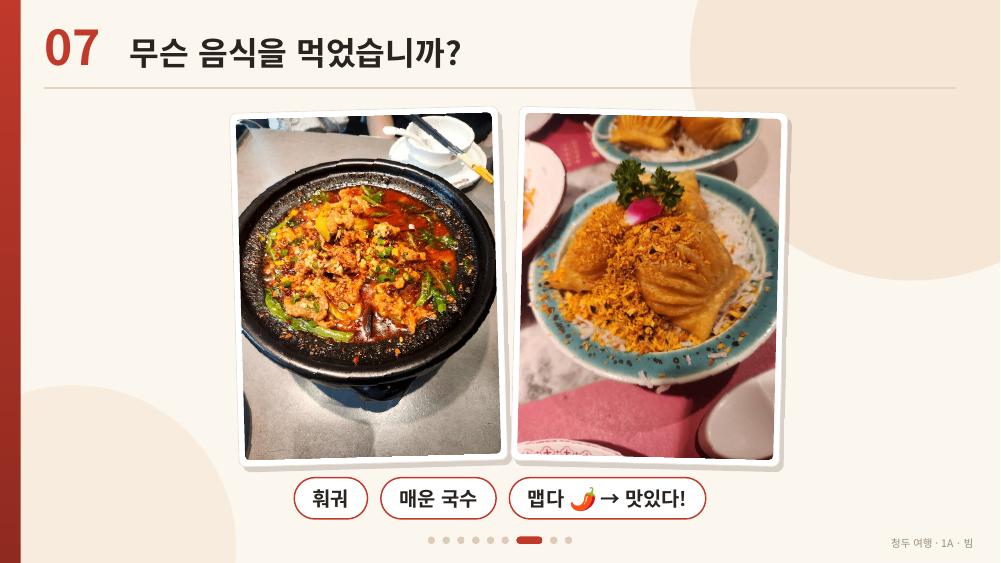 07 무슨 음식을 먹었습니까?
훠궈
매운 국수
맵다 🌶️ → 맛있다!
청두 여행 · 1A · 빔